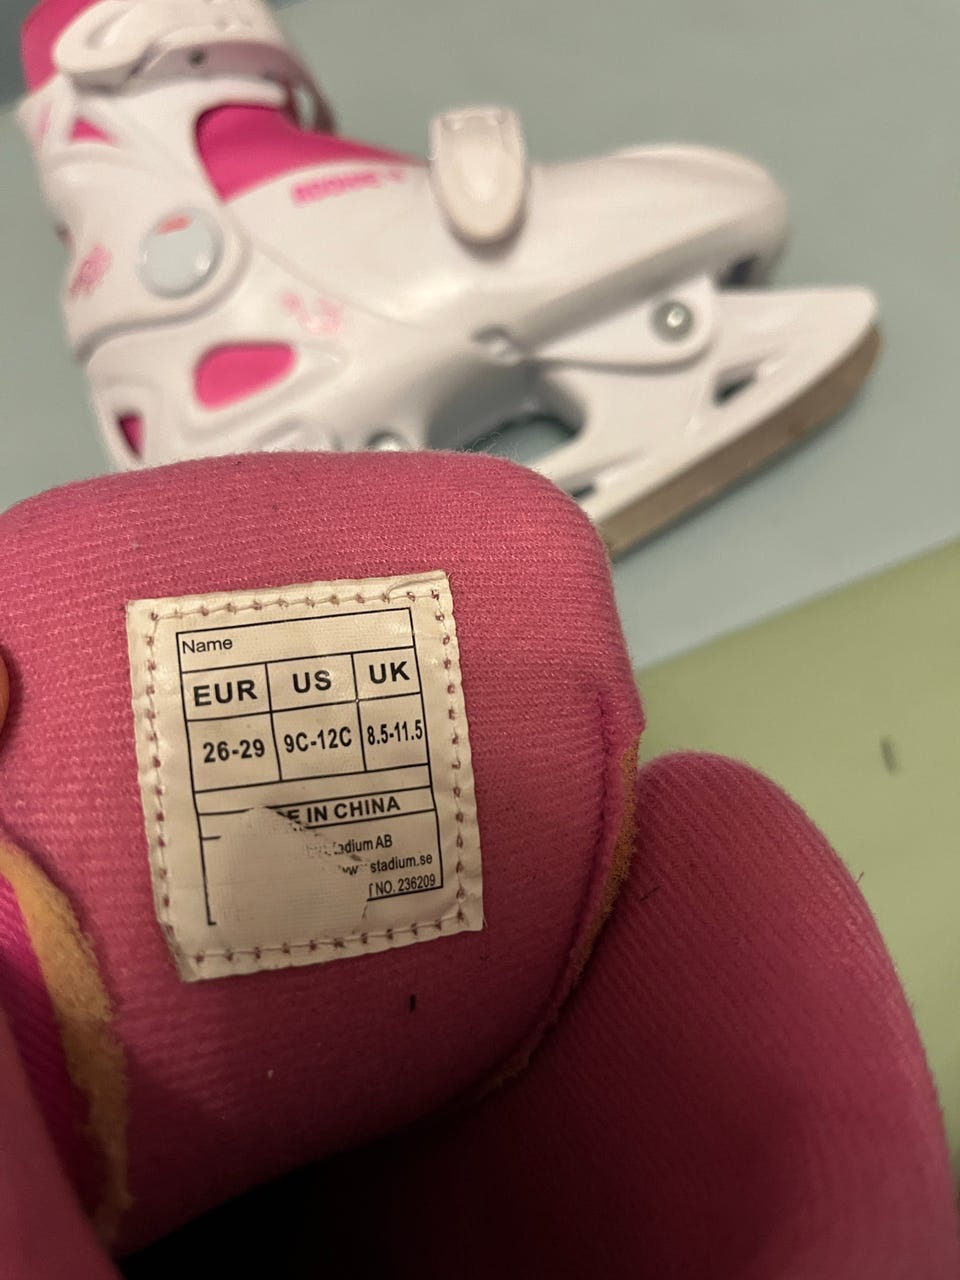 Name
EUR US UK
26-29 9C-12C 8.5-11.5
E IN CHINA
adium AB
stadium.se
NO. 236209